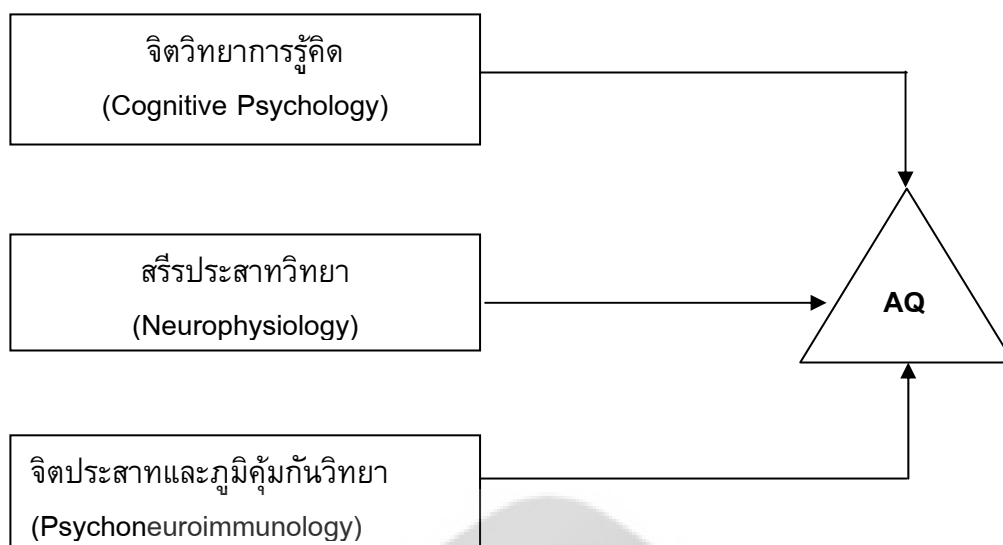 จิตวิทยาการรู้คิด
(Cognitive Psychology)
สรีรประสาทวิทยา
(Neurophysiology)
AQ
จิตประสาทและภูมิคุ้มกันวิทยา
(Psychoneuroimmunology)